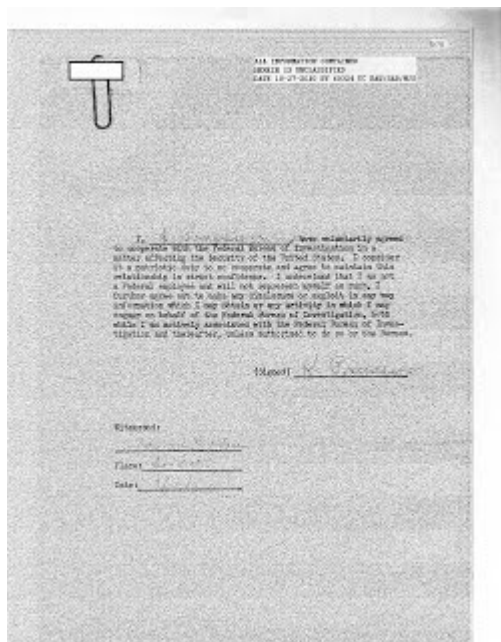 ALL INFORMATION CONTAINED
HEREIN IS UNCLASSIFIED
DATE 10-27-2010 BY
I, have voluntarily agreed
to cooperate with the Federal Bureau of Investigation in a
matter affecting the security of the United States. I consider
it a patriotic duty to so cooperate and agree to maintain this
relationship in strict confidence. I understand that I am not
a Federal employee and will not represent myself as such. I
further agree not to make any disclosure or exploit in any way
information which I may obtain or any activity in which I may
engage on behalf of the Federal Bureau of Investigation, both
while I am actively associated with the Federal Bureau of Inves-
tigation and thereafter, unless authorized to do so by the Bureau.
(Signed)
Witnessed:
Place:
Date: